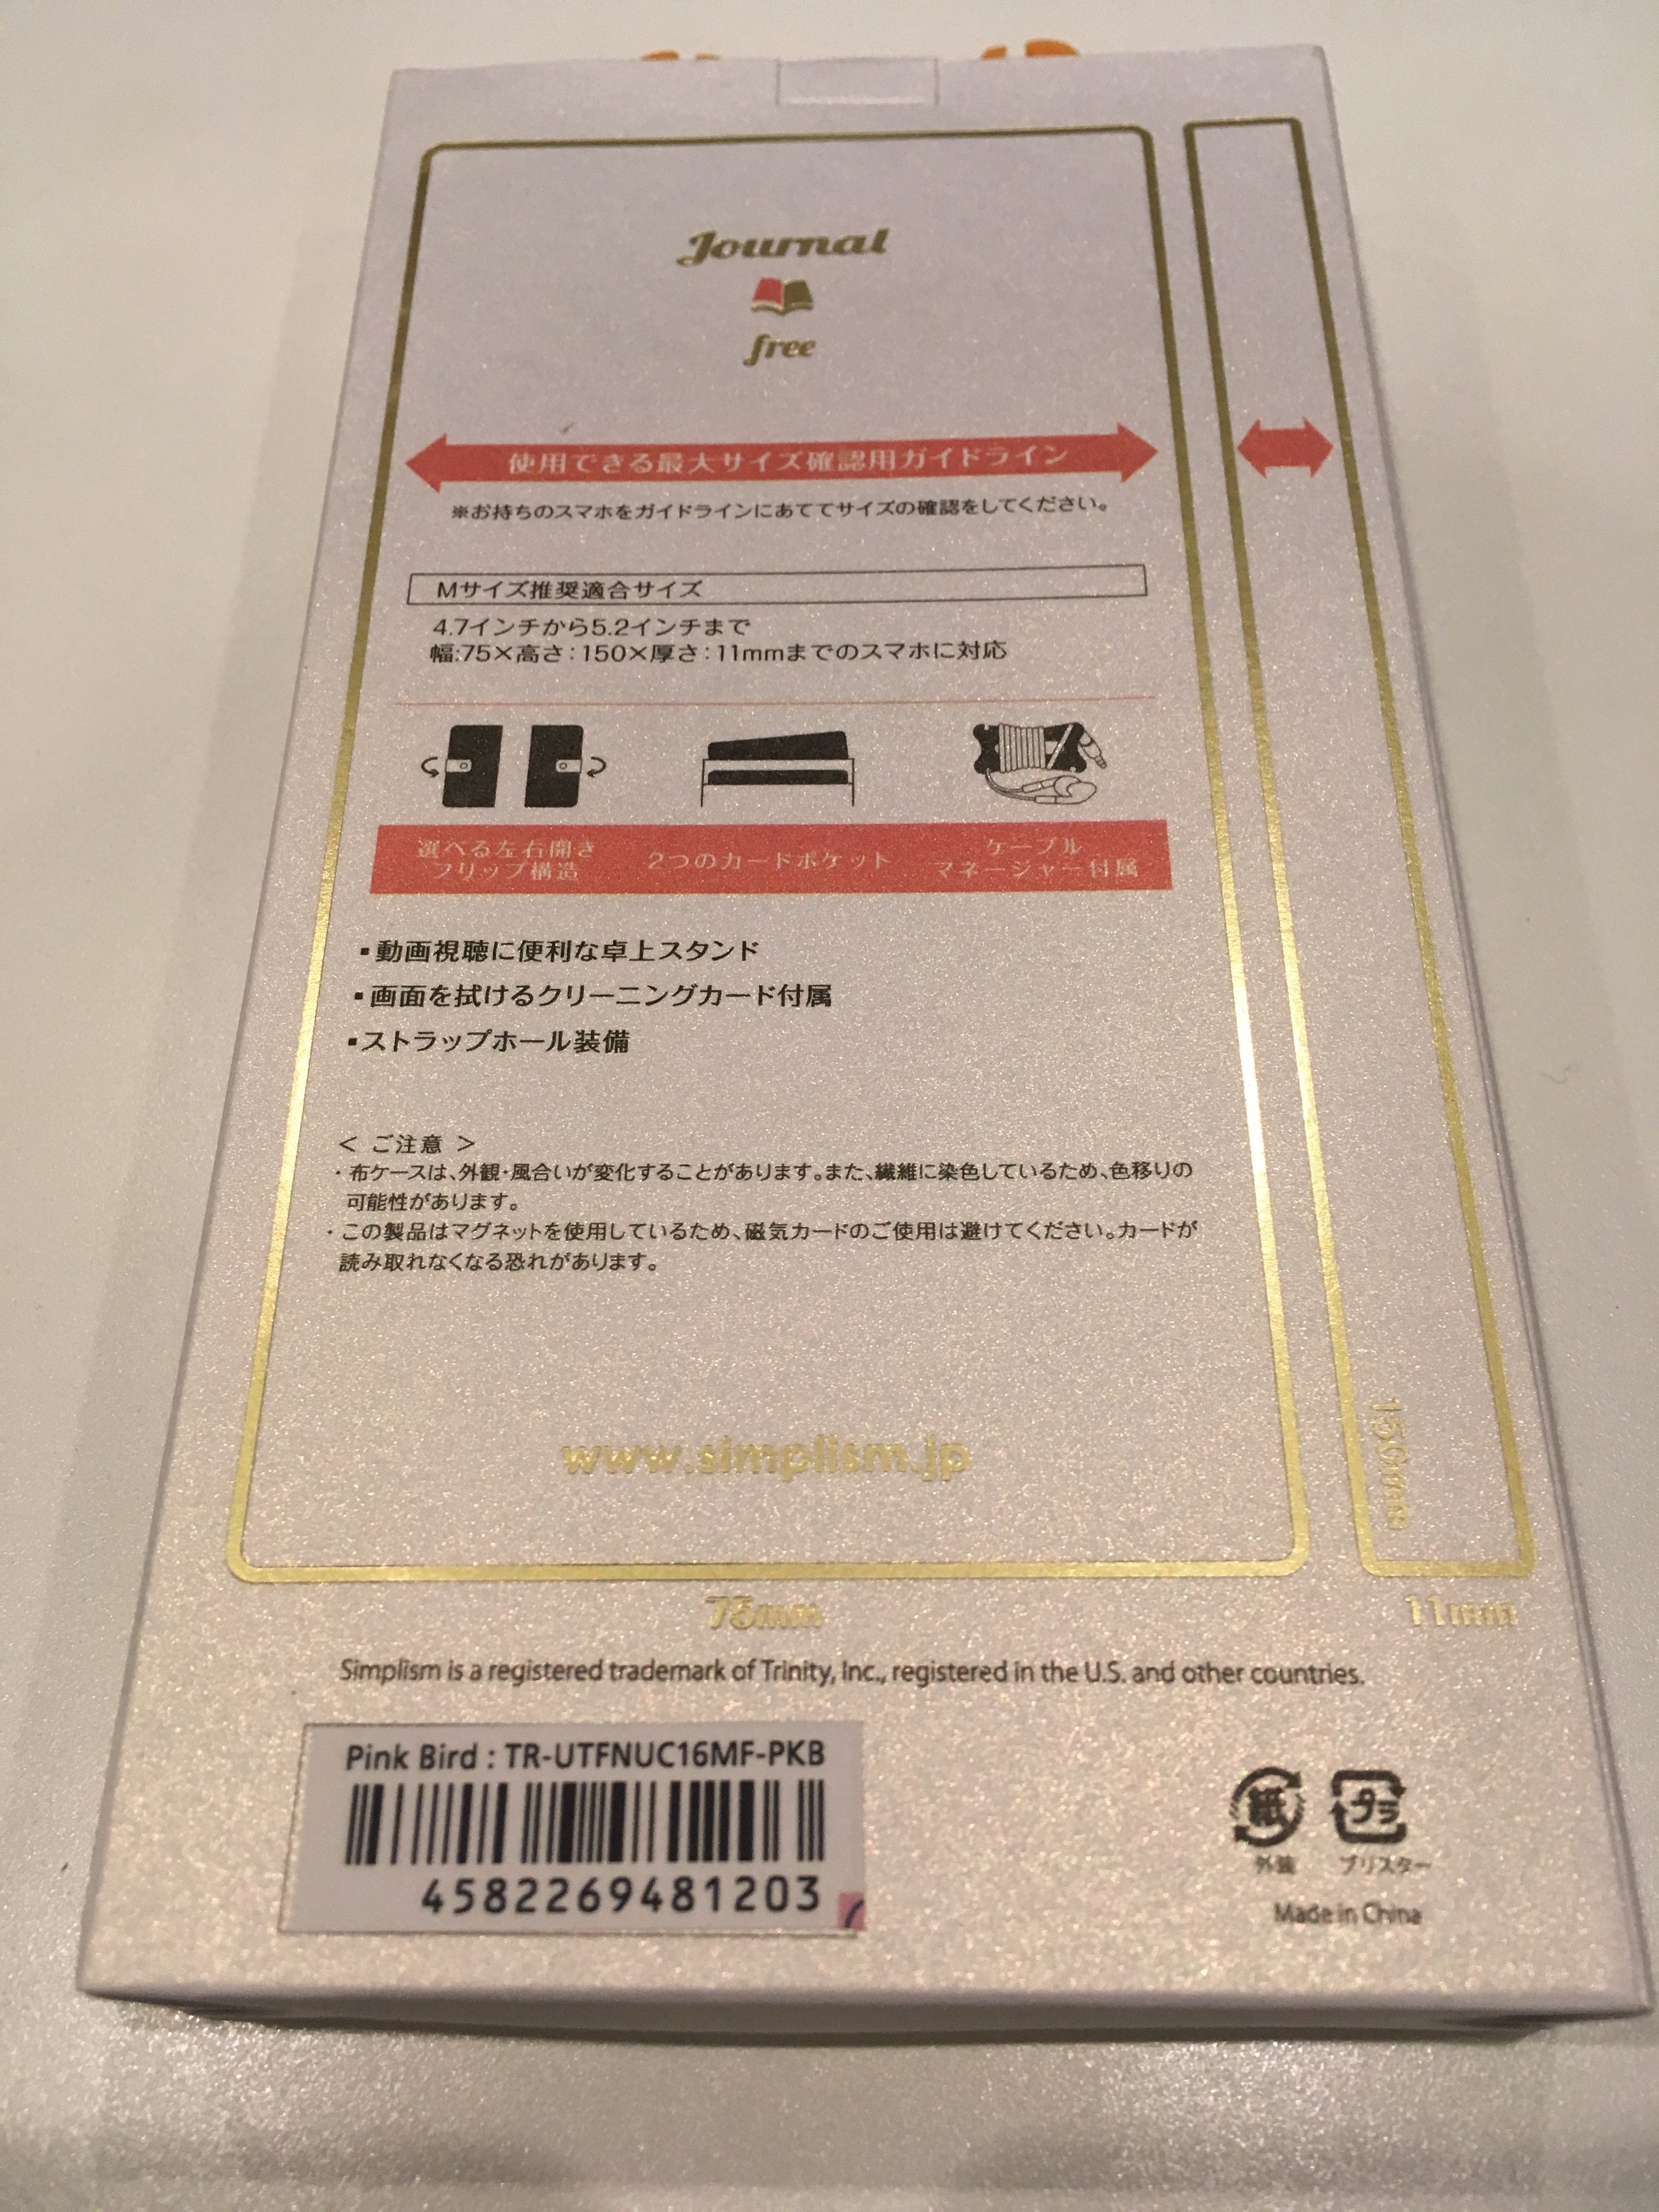 Journal
free
使用できる最大サイズ確認用ガイドライン
※お持ちのスマホをガイドラインにあててサイズの確認をしてください。
Mサイズ推奨適合サイズ
4.7インチから5.2インチまで
幅:75×高さ:150×厚さ:11mmまでのスマホに対応
選べる左右開き
フリップ構造
2つのカードポケット
ケーブル
マネージャー付属
▪動画視聴に便利な卓上スタンド
▪画面を拭けるクリーニングカード付属
▪ストラップホール装備
< ご注意 >
・布ケースは、外観・風合いが変化することがあります。また、繊維に染色しているため、色移りの
可能性があります。
・この製品はマグネットを使用しているため、磁気カードのご使用は避けてください。カードが
読み取れなくなる恐れがあります。
www.simplism.jp
150mm
75mm
11mm
Simplism is a registered trademark of Trinity, Inc., registered in the U.S. and other countries.
Pink Bird : TR-UTFNUC16MF-PKB
4582269481203
紙
プラ
外装
ブリスター
Made in China